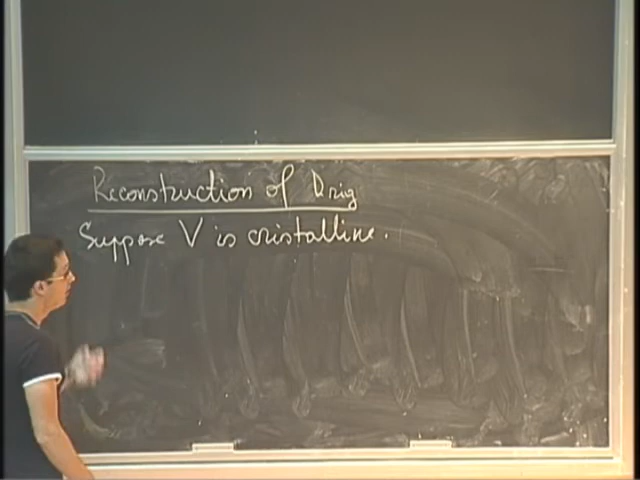 Reconstruction of Drig
Suppose V is cristalline.